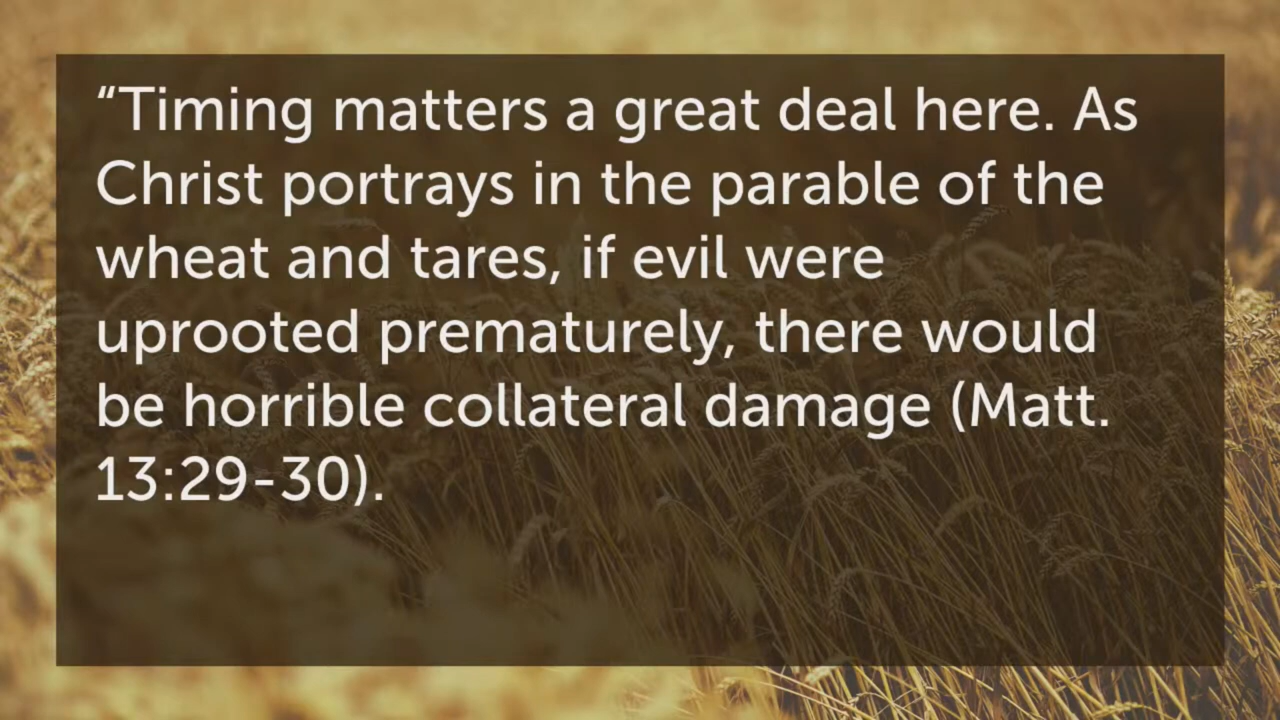 “Timing matters a great deal here. As
Christ portrays in the parable of the
wheat and tares, if evil were
uprooted prematurely, there would
be horrible collateral damage (Matt.
13:29-30).